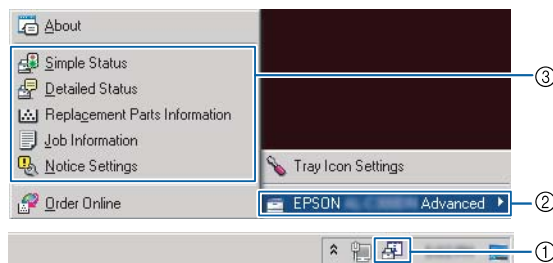 About
Simple Status
③
Detailed Status
Replacement Parts Information
Job Information
Notice Settings
Tray Icon Settings
Order Online
EPSON Advanced
②
①